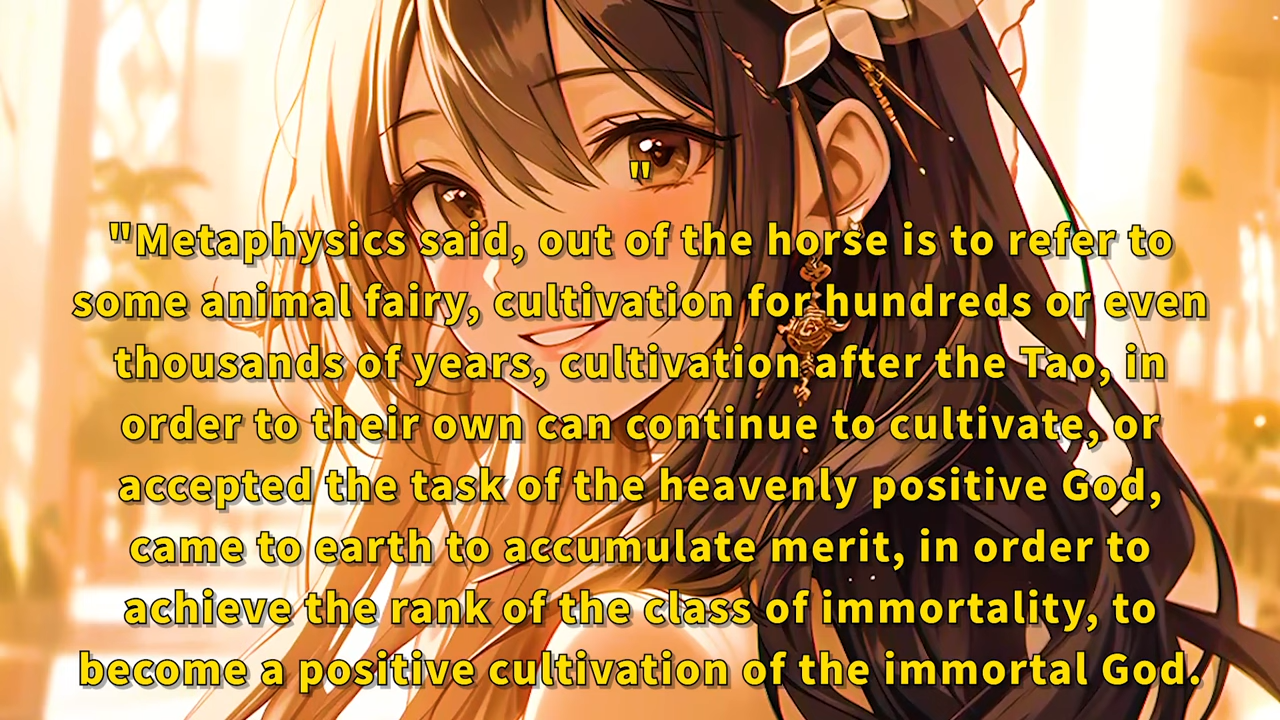 "
"Metaphysics said, out of the horse is to refer to
some animal fairy, cultivation for hundreds or even
thousands of years, cultivation after the Tao, in
order to their own can continue to cultivate, or
accepted the task of the heavenly positive God,
came to earth to accumulate merit, in order to
achieve the rank of the class of immortality, to
become a positive cultivation of the immortal God.